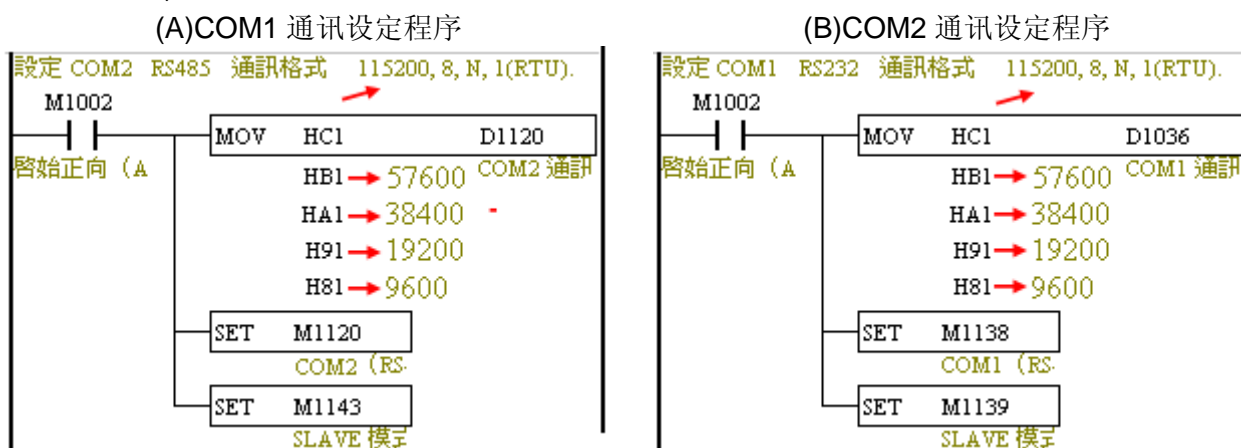 (A)COM1 通讯设定程序
設定 COM2 RS485 通訊格式 115200, 8, N, 1(RTU).
M1002
MOV HC1 D1120
啓始正向（A
COM2 通訊
HB1 57600
HA1 38400
H91 19200
H81 9600
SET M1120
COM2（RS-
SET M1143
SLAVE 模式
(B)COM2 通讯设定程序
設定 COM1 RS232 通訊格式 115200, 8, N, 1(RTU).
M1002
MOV HC1 D1036
啓始正向（A
COM1 通訊
HB1 57600
HA1 38400
H91 19200
H81 9600
SET M1138
COM1（RS-
SET M1139
SLAVE 模式